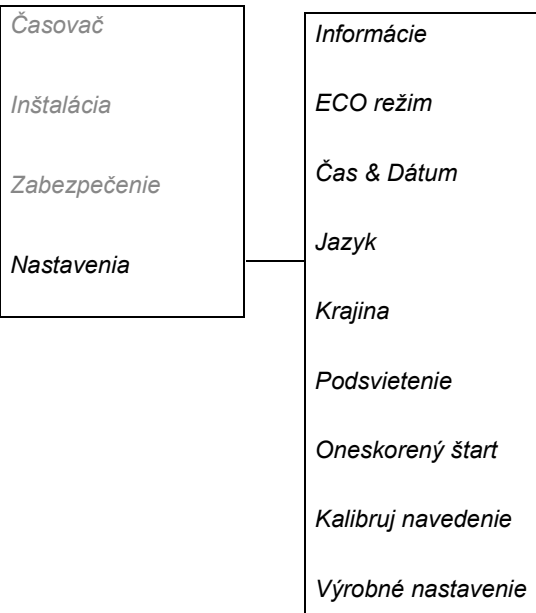 Časovač
Inštalácia
Zabezpečenie
Nastavenia
Informácie
ECO režim
Čas & Dátum
Jazyk
Krajina
Podsvietenie
Oneskorený štart
Kalibruj navedenie
Výrobné nastavenie